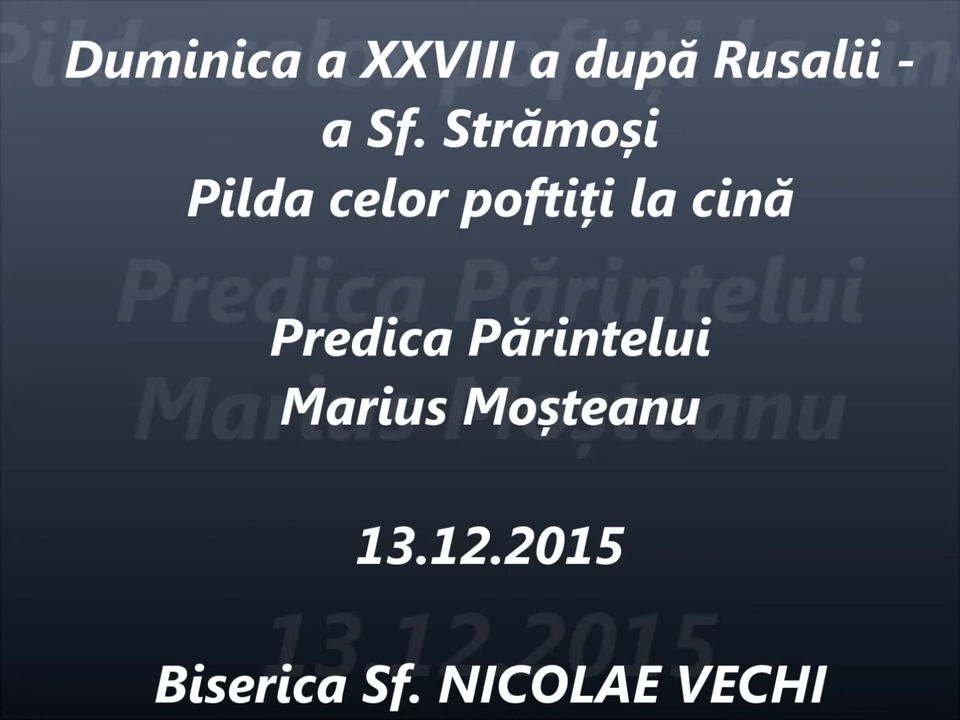 Duminica a XXVIII a după Rusalii -
a Sf. Strămoși
Pilda celor poftiți la cină
Predica Părintelui
Marius Moșteanu
13.12.2015
Biserica Sf. NICOLAE VECHI